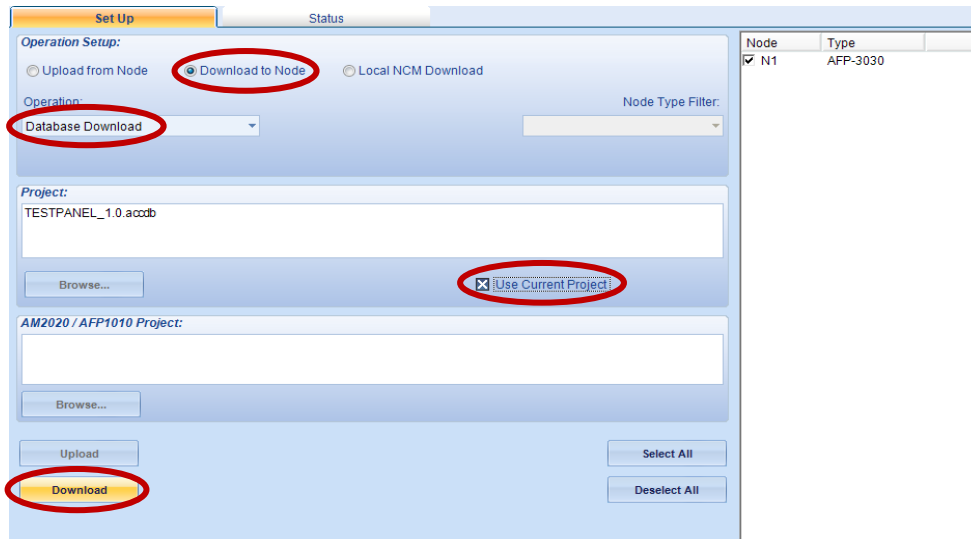 Set Up Status
Operation Setup:
Node Type
N1 AFP-3030
Upload from Node Download to Node Local NCM Download
Operation: Node Type Filter:
Database Download
Project:
TESTPANEL_1.0.accdb
Browse... Use Current Project
AM2020 / AFP1010 Project:
Browse...
Upload Select All
Download Deselect All